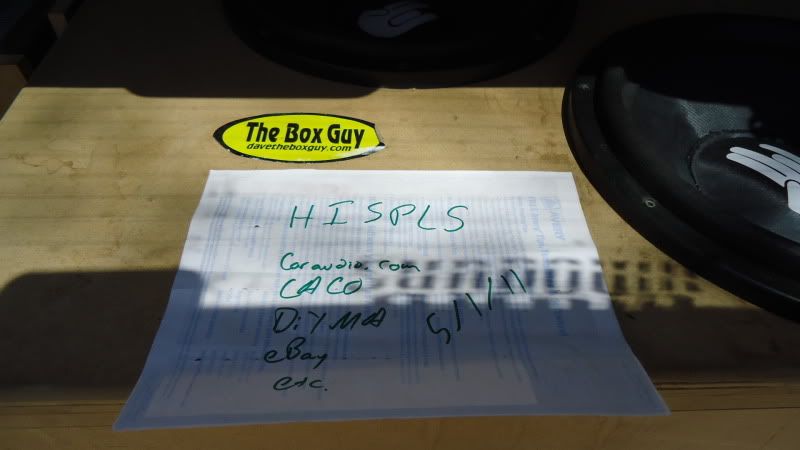 The Box Guy
davetheboxguy.com
HISPLS
Caraudio.com
CACO
DiYMA
5/1/11
eBay
etc.